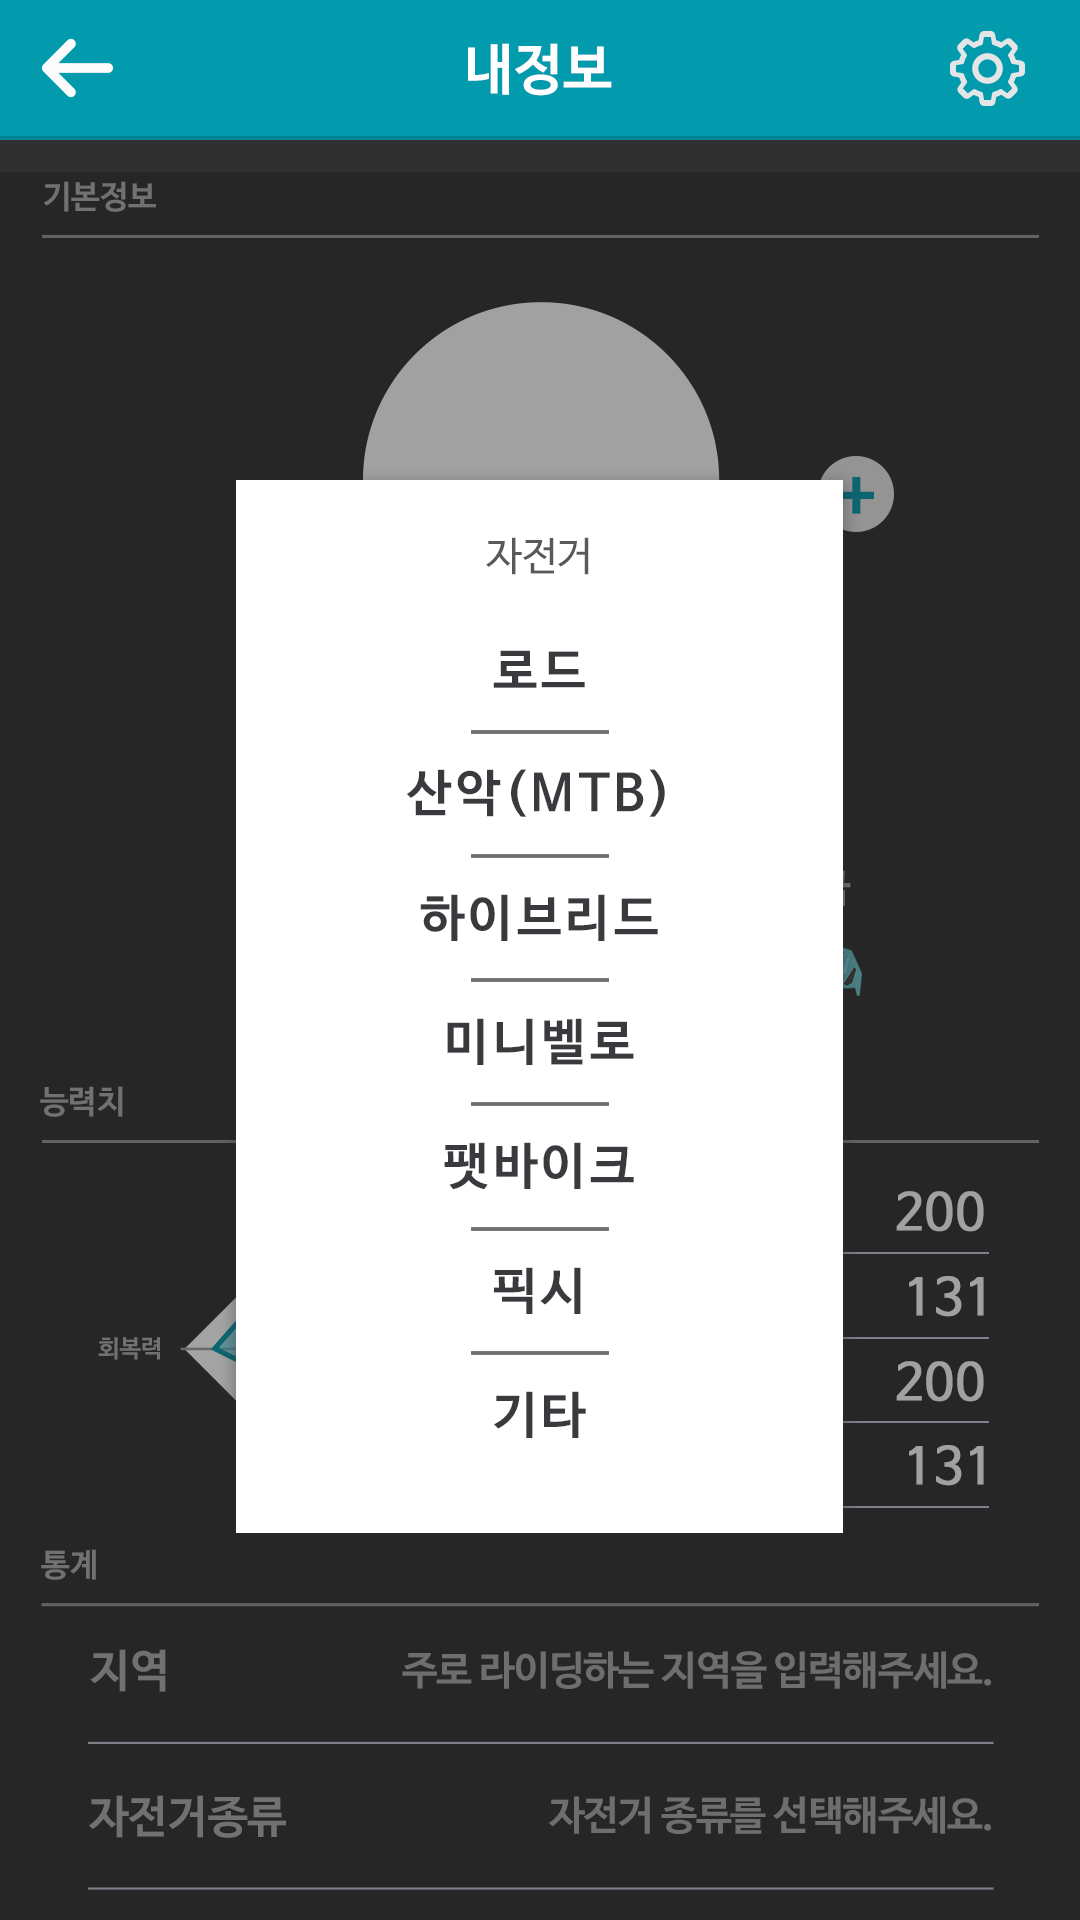 내정보
기본정보
자전거
로드
산악(MTB)
하이브리드
미니벨로
팻바이크
픽시
기타
능력치
200
131
회복력
200
131
통계
지역 주로 라이딩하는 지역을 입력해주세요.
자전거종류 자전거 종류를 선택해주세요.